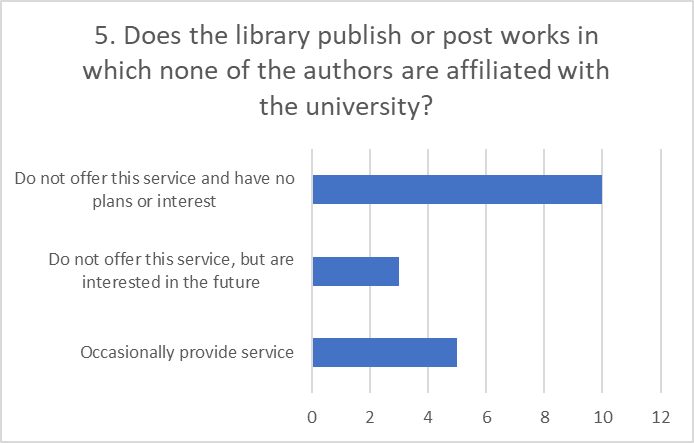 5. Does the library publish or post works in
which none of the authors are affiliated with
the university?
Do not offer this service and have no
plans or interest
Do not offer this service, but are
interested in the future
Occasionally provide service
0 2 4 6 8 10 12